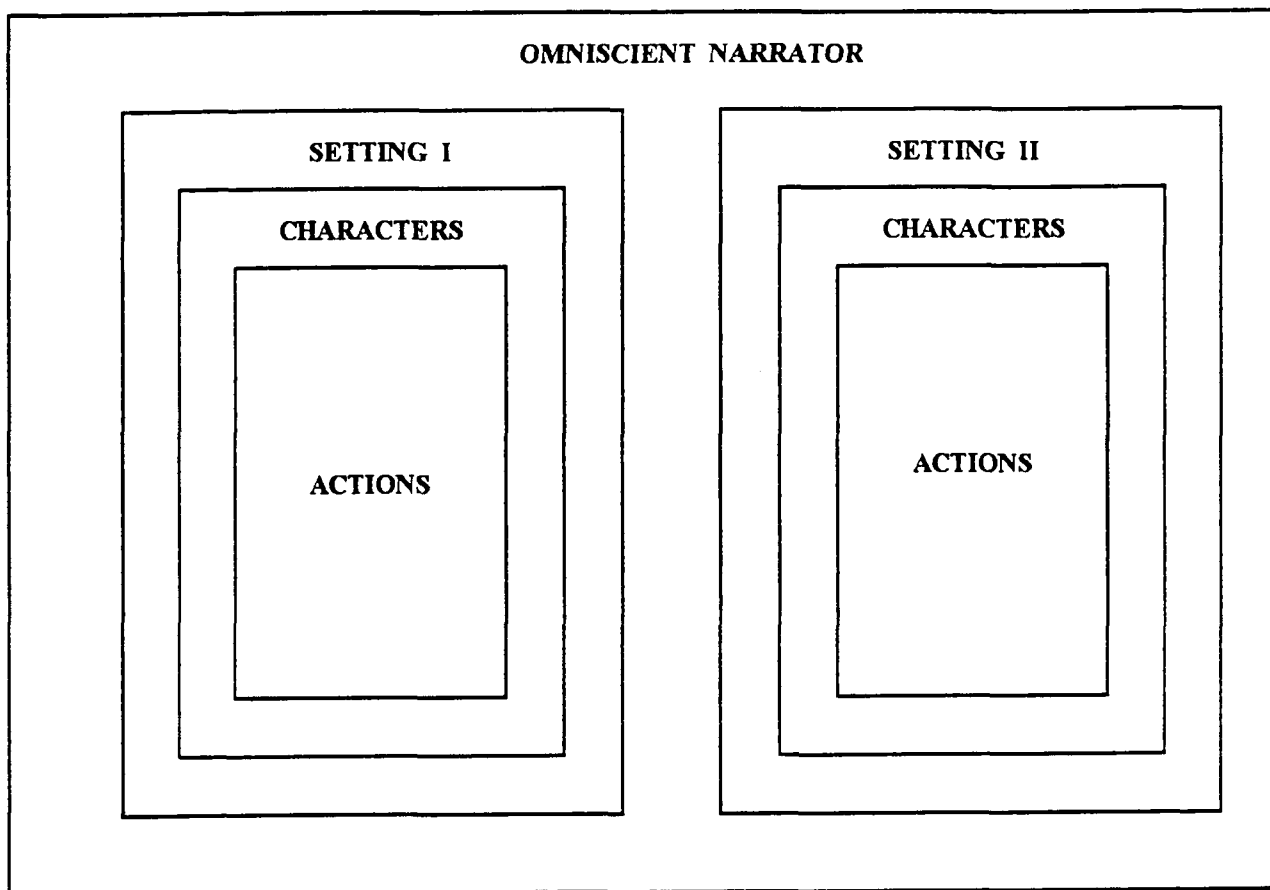 OMNISCIENT NARRATOR
SETTING I
CHARACTERS
ACTIONS
SETTING II
CHARACTERS
ACTIONS